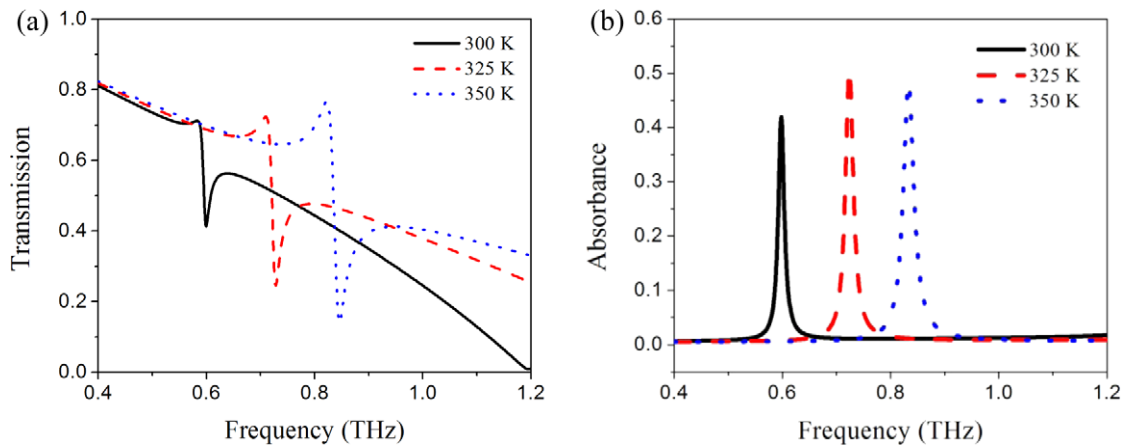 (a)
1.0
0.8
0.6
0.4
0.2
0.0
Transmission
300 K
325 K
350 K
0.4 0.6 0.8 1.0 1.2
Frequency (THz)
(b)
0.6
0.5
0.4
0.3
0.2
0.1
0.0
Absorbance
300 K
325 K
350 K
0.4 0.6 0.8 1.0 1.2
Frequency (THz)